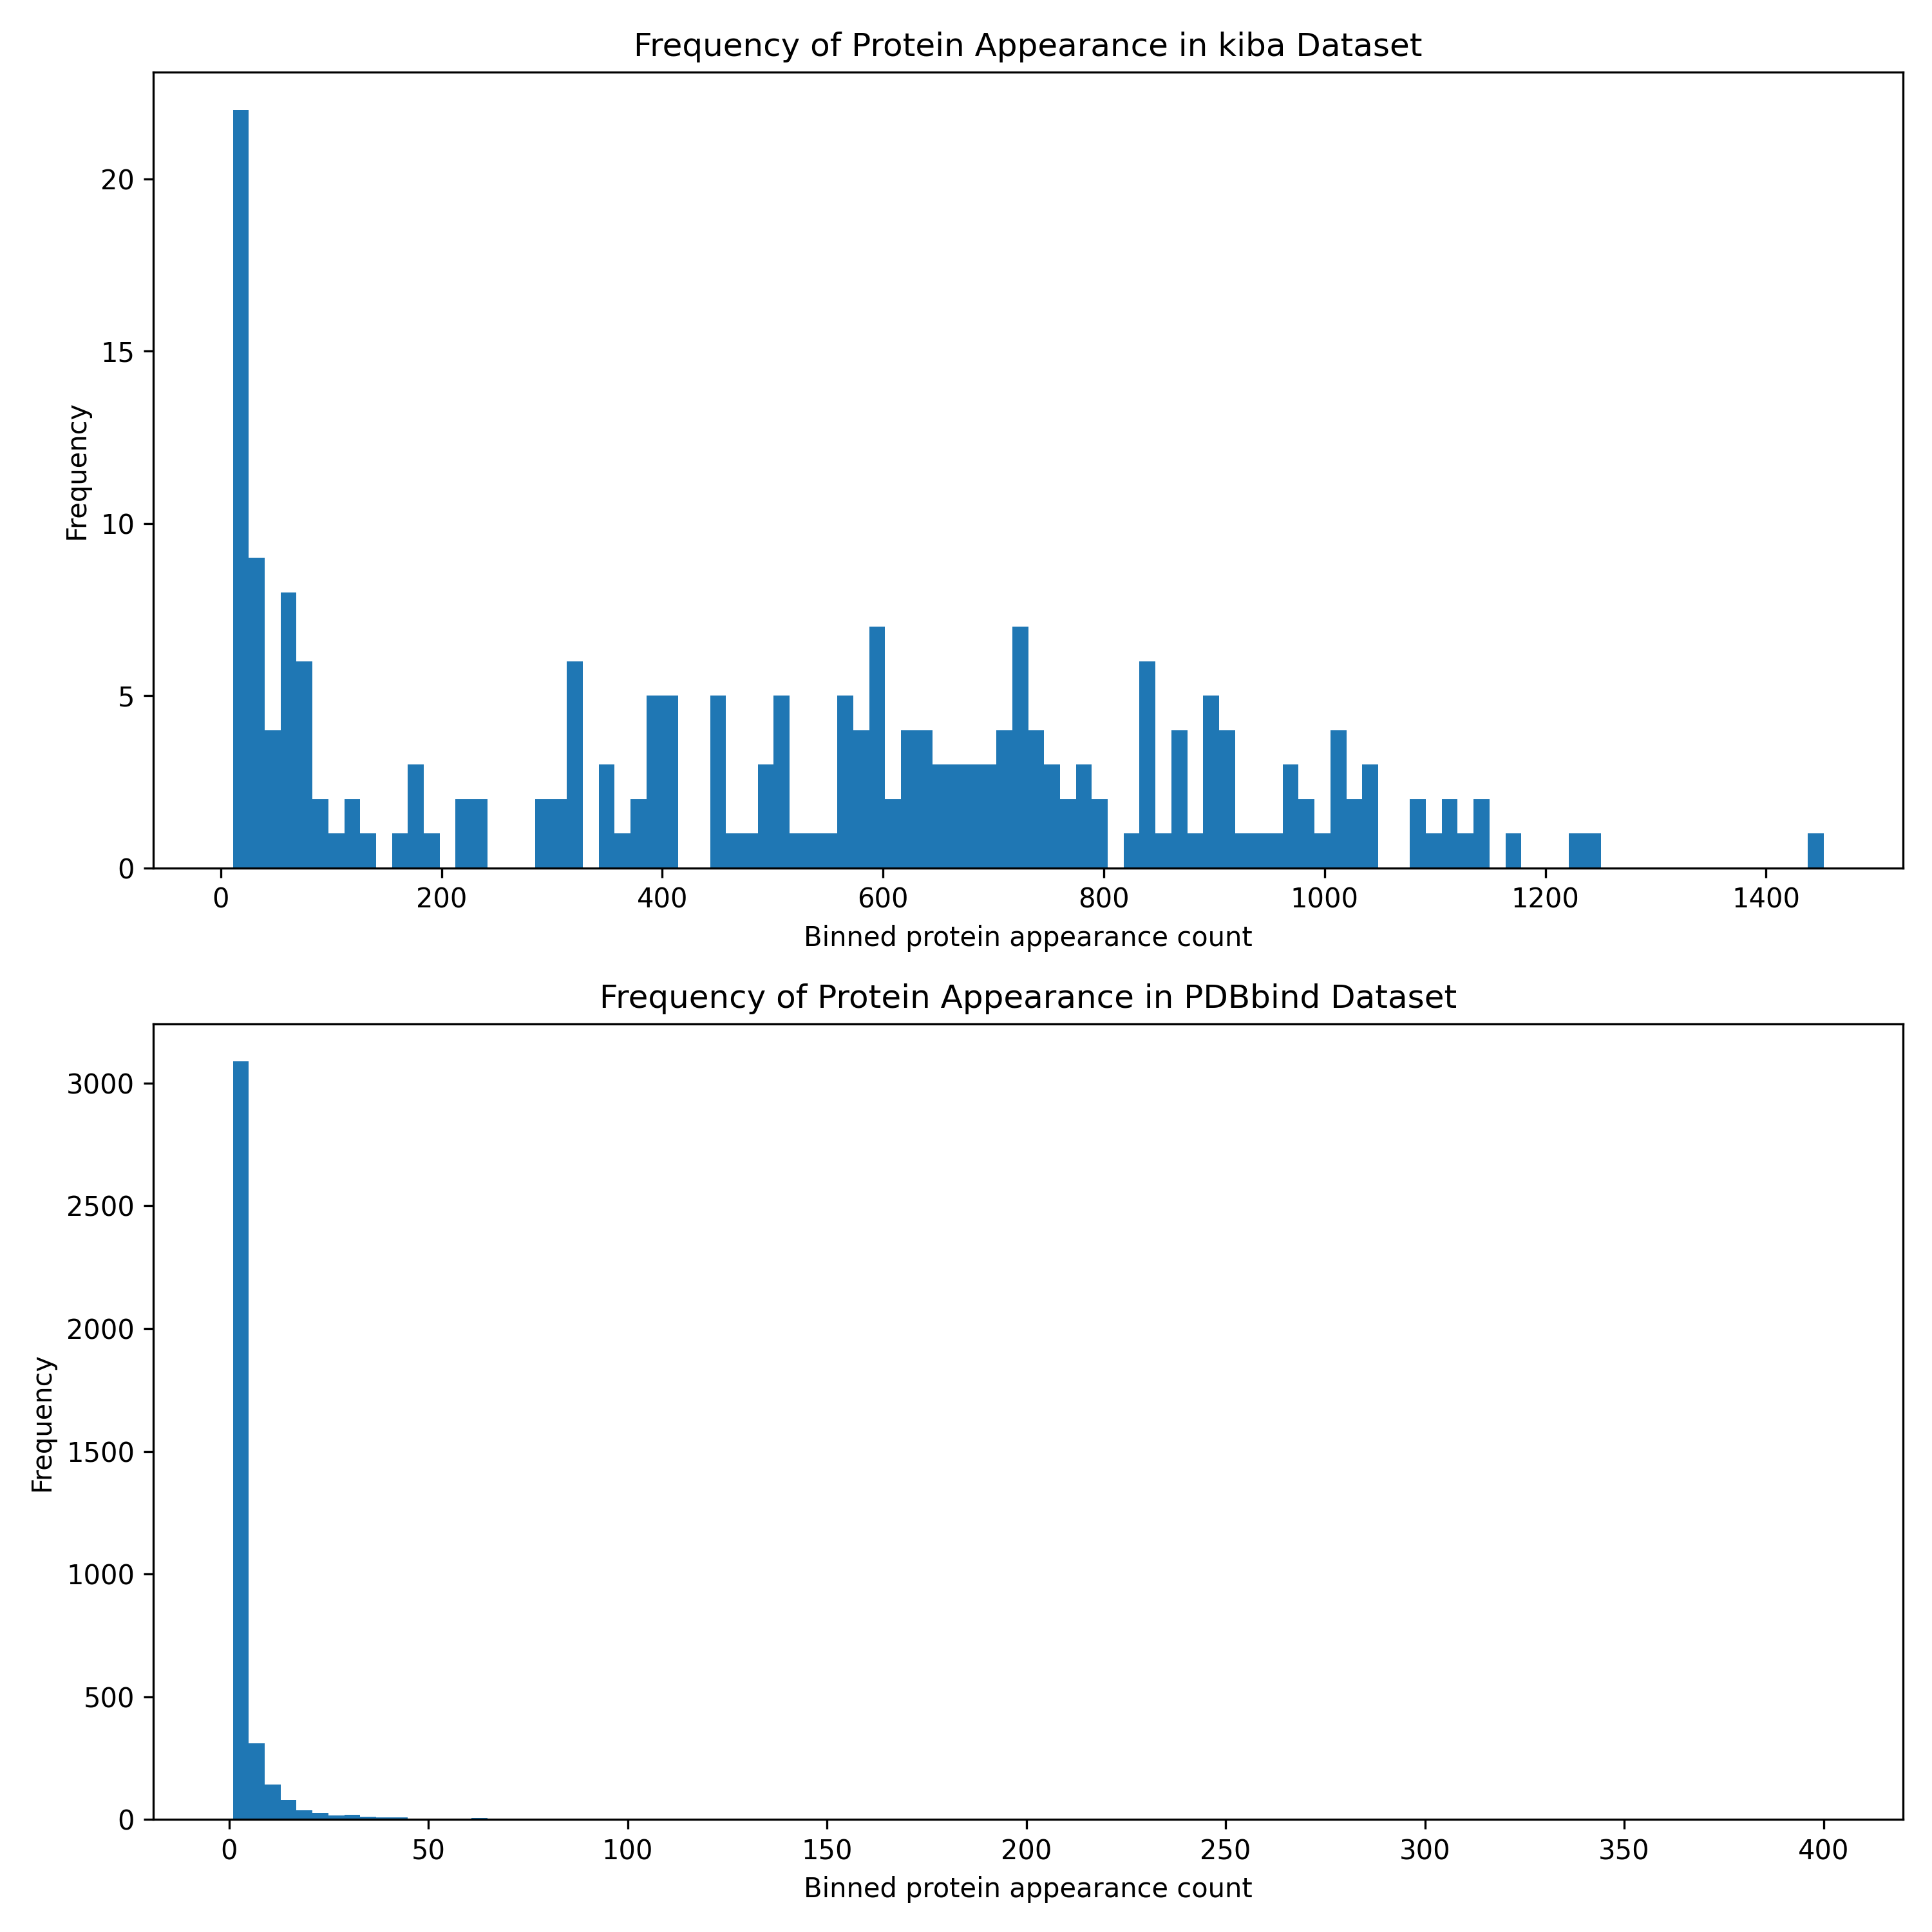 Frequency of Protein Appearance in kiba Dataset
20
15
10
5
0
Frequency
0 200 400 600 800 1000 1200 1400
Binned protein appearance count
Frequency of Protein Appearance in PDBbind Dataset
3000
2500
2000
1500
1000
500
0
Frequency
0 50 100 150 200 250 300 350 400
Binned protein appearance count